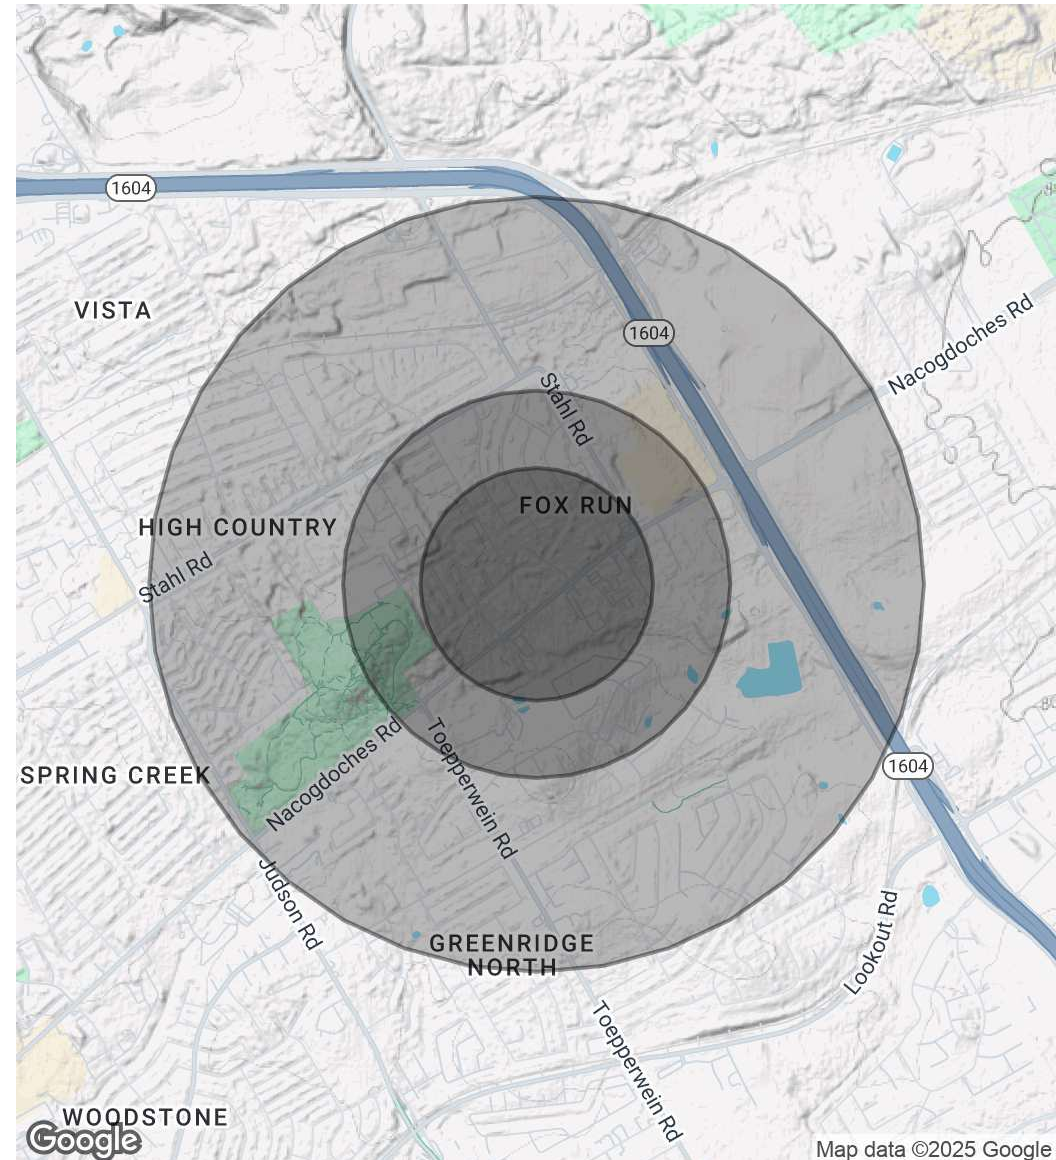 1604
VISTA
1604
Nacogdoches Rd
Stahl Rd
FOX RUN
HIGH COUNTRY
Stahl Rd
SPRING CREEK
Nacogdoches Rd
Toepperwein Rd
1604
Judson Rd
GREENRIDGE
NORTH
Lookout Rd
Toepperwein Rd
WOODSTONE
Google
Map data ©2025 Google